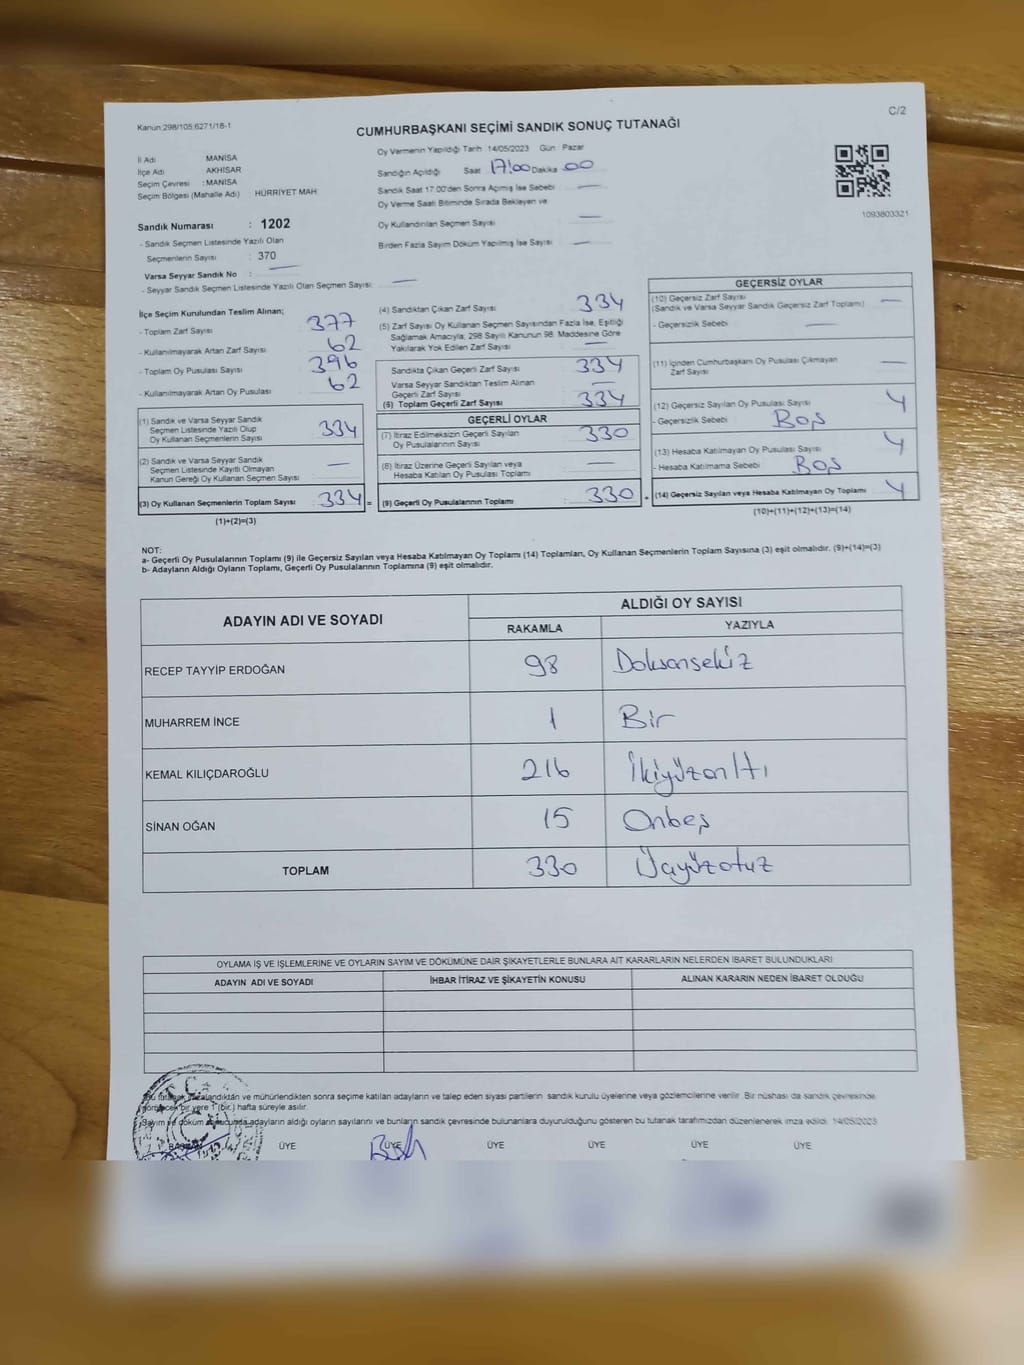 Kanun:298/105;6271/18-1
C/2
CUMHURBAŞKANI SEÇİMİ SANDIK SONUÇ TUTANAĞI
İl Adı MANİSA
İlçe Adı AKHİSAR
Seçim Çevresi : MANİSA
Seçim Bölgesi (Mahalle Adı) HÜRRİYET MAH.
Sandık Numarası : 1202
- Sandık Seçmen Listesinde Yazılı Olan
Seçmenlerin Sayısı : 370
Varsa Seyyar Sandık No : —
- Seyyar Sandık Seçmen Listesinde Yazılı Olan Seçmen Sayısı: —
Oy Vermenin Yapıldığı Tarih 14/05/2023 Gün : Pazar
Sandığın Açıldığı Saat 17:00 Dakika 00
Sandık Saat 17.00'den Sonra Açılmış İse Sebebi —
Oy Verme Saati Bitiminde Sırada Bekleyen ve
Oy Kullandırılan Seçmen Sayısı —
Birden Fazla Sayım Döküm Yapılmış İse Sayısı —
1093803321
İlçe Seçim Kurulundan Teslim Alınan;
- Toplam Zarf Sayısı 377
- Kullanılmayarak Artan Zarf Sayısı 62
- Toplam Oy Pusulası Sayısı 396
- Kullanılmayarak Artan Oy Pusulası 62
(1) Sandık ve Varsa Seyyar Sandık
Seçmen Listesinde Yazılı Olup
Oy Kullanan Seçmenlerin Sayısı 334
(2) Sandık ve Varsa Seyyar Sandık
Seçmen Listesinde Kayıtlı Olmayan
Kanun Gereği Oy Kullanan Seçmen Sayısı —
(3) Oy Kullanan Seçmenlerin Toplam Sayısı 334 =
(1)+(2)=(3)
(4) Sandıktan Çıkan Zarf Sayısı 334
(5) Zarf Sayısı Oy Kullanan Seçmen Sayısından Fazla İse, Eşitliği
Sağlamak Amacıyla; 298 Sayılı Kanunun 98. Maddesine Göre
Yakılarak Yok Edilen Zarf Sayısı —
Sandıkta Çıkan Geçerli Zarf Sayısı 334
Varsa Seyyar Sandıktan Teslim Alınan
Geçerli Zarf Sayısı —
(6) Toplam Geçerli Zarf Sayısı 334
GEÇERLİ OYLAR
(7) İtiraz Edilmeksizin Geçerli Sayılan
Oy Pusulalarının Sayısı 330
(8) İtiraz Üzerine Geçerli Sayılan veya
Hesaba Katılan Oy Pusulası Toplamı —
(9) Geçerli Oy Pusulalarının Toplamı 330 +
GEÇERSİZ OYLAR
(10) Geçersiz Zarf Sayısı
(Sandık ve Varsa Seyyar Sandık Geçersiz Zarf Toplamı) —
- Geçersizlik Sebebi —
(11) İçinden Cumhurbaşkanı Oy Pusulası Çıkmayan
Zarf Sayısı —
(12) Geçersiz Sayılan Oy Pusulası Sayısı 4
- Geçersizlik Sebebi Boş
(13) Hesaba Katılmayan Oy Pusulası Sayısı 4
- Hesaba Katılmama Sebebi Boş
(14) Geçersiz Sayılan veya Hesaba Katılmayan Oy Toplamı 4
(10)+(11)+(12)+(13)=(14)
NOT:
a- Geçerli Oy Pusulalarının Toplamı (9) ile Geçersiz Sayılan veya Hesaba Katılmayan Oy Toplamı (14) Toplamları, Oy Kullanan Seçmenlerin Toplam Sayısına (3) eşit olmalıdır. (9)+(14)=(3)
b- Adayların Aldığı Oyların Toplamı, Geçerli Oy Pusulalarının Toplamına (9) eşit olmalıdır.
ADAYIN ADI VE SOYADI ALDIĞI OY SAYISI
RAKAMLA YAZIYLA
RECEP TAYYİP ERDOĞAN 98 Doksansekiz
MUHARREM İNCE 1 Bir
KEMAL KILIÇDAROĞLU 216 İkiyüzonltı
SİNAN OĞAN 15 Onbeş
TOPLAM 330 Üçyüzotuz
OYLAMA İŞ VE İŞLEMLERİNE VE OYLARIN SAYIM VE DÖKÜMÜNE DAİR ŞİKAYETLERLE BUNLARA AİT KARARLARIN NELERDEN İBARET BULUNDUKLARI
ADAYIN ADI VE SOYADI İHBAR İTİRAZ VE ŞİKAYETİN KONUSU ALINAN KARARIN NEDEN İBARET OLDUĞU
mühürlendikten sonra seçime katılan adayların ve talep eden siyasi partilerin sandık kurulu üyelerine veya gözlemcilerine verilir. Bir nüshası da sandık çevresinde
bir yere 1 (bir) hafta süreyle asılır.
Sayım ve döküm sonucunda adayların aldığı oyların sayılarını ve bunların sandık çevresinde bulunanlara duyurulduğunu gösteren bu tutanak tarafımızdan düzenlenerek imza edildi. 14/05/2023
ÜYE ÜYE ÜYE ÜYE ÜYE ÜYE